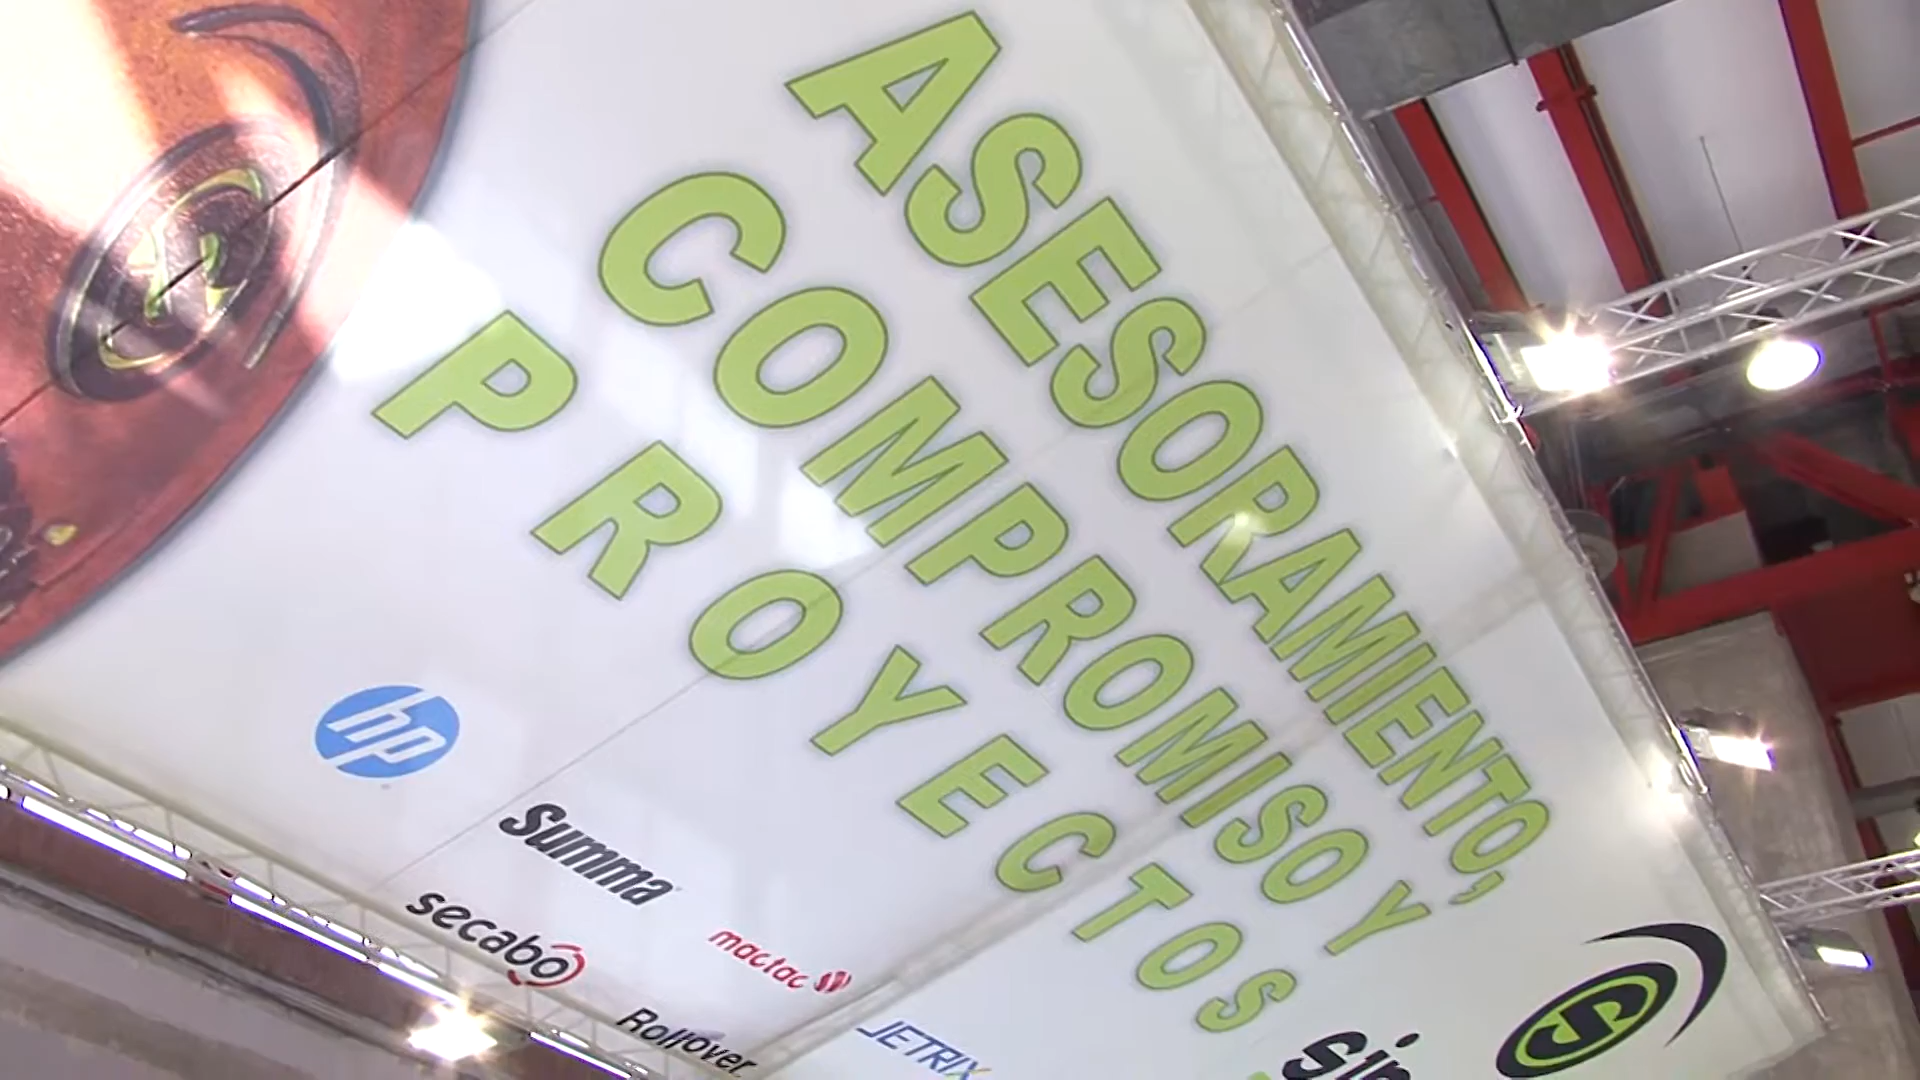 ASESORAMIENTO,
COMPROMISO Y
PROYECTOS
hp
Summa
secabo
mactac
Rollover
JETRIX
S